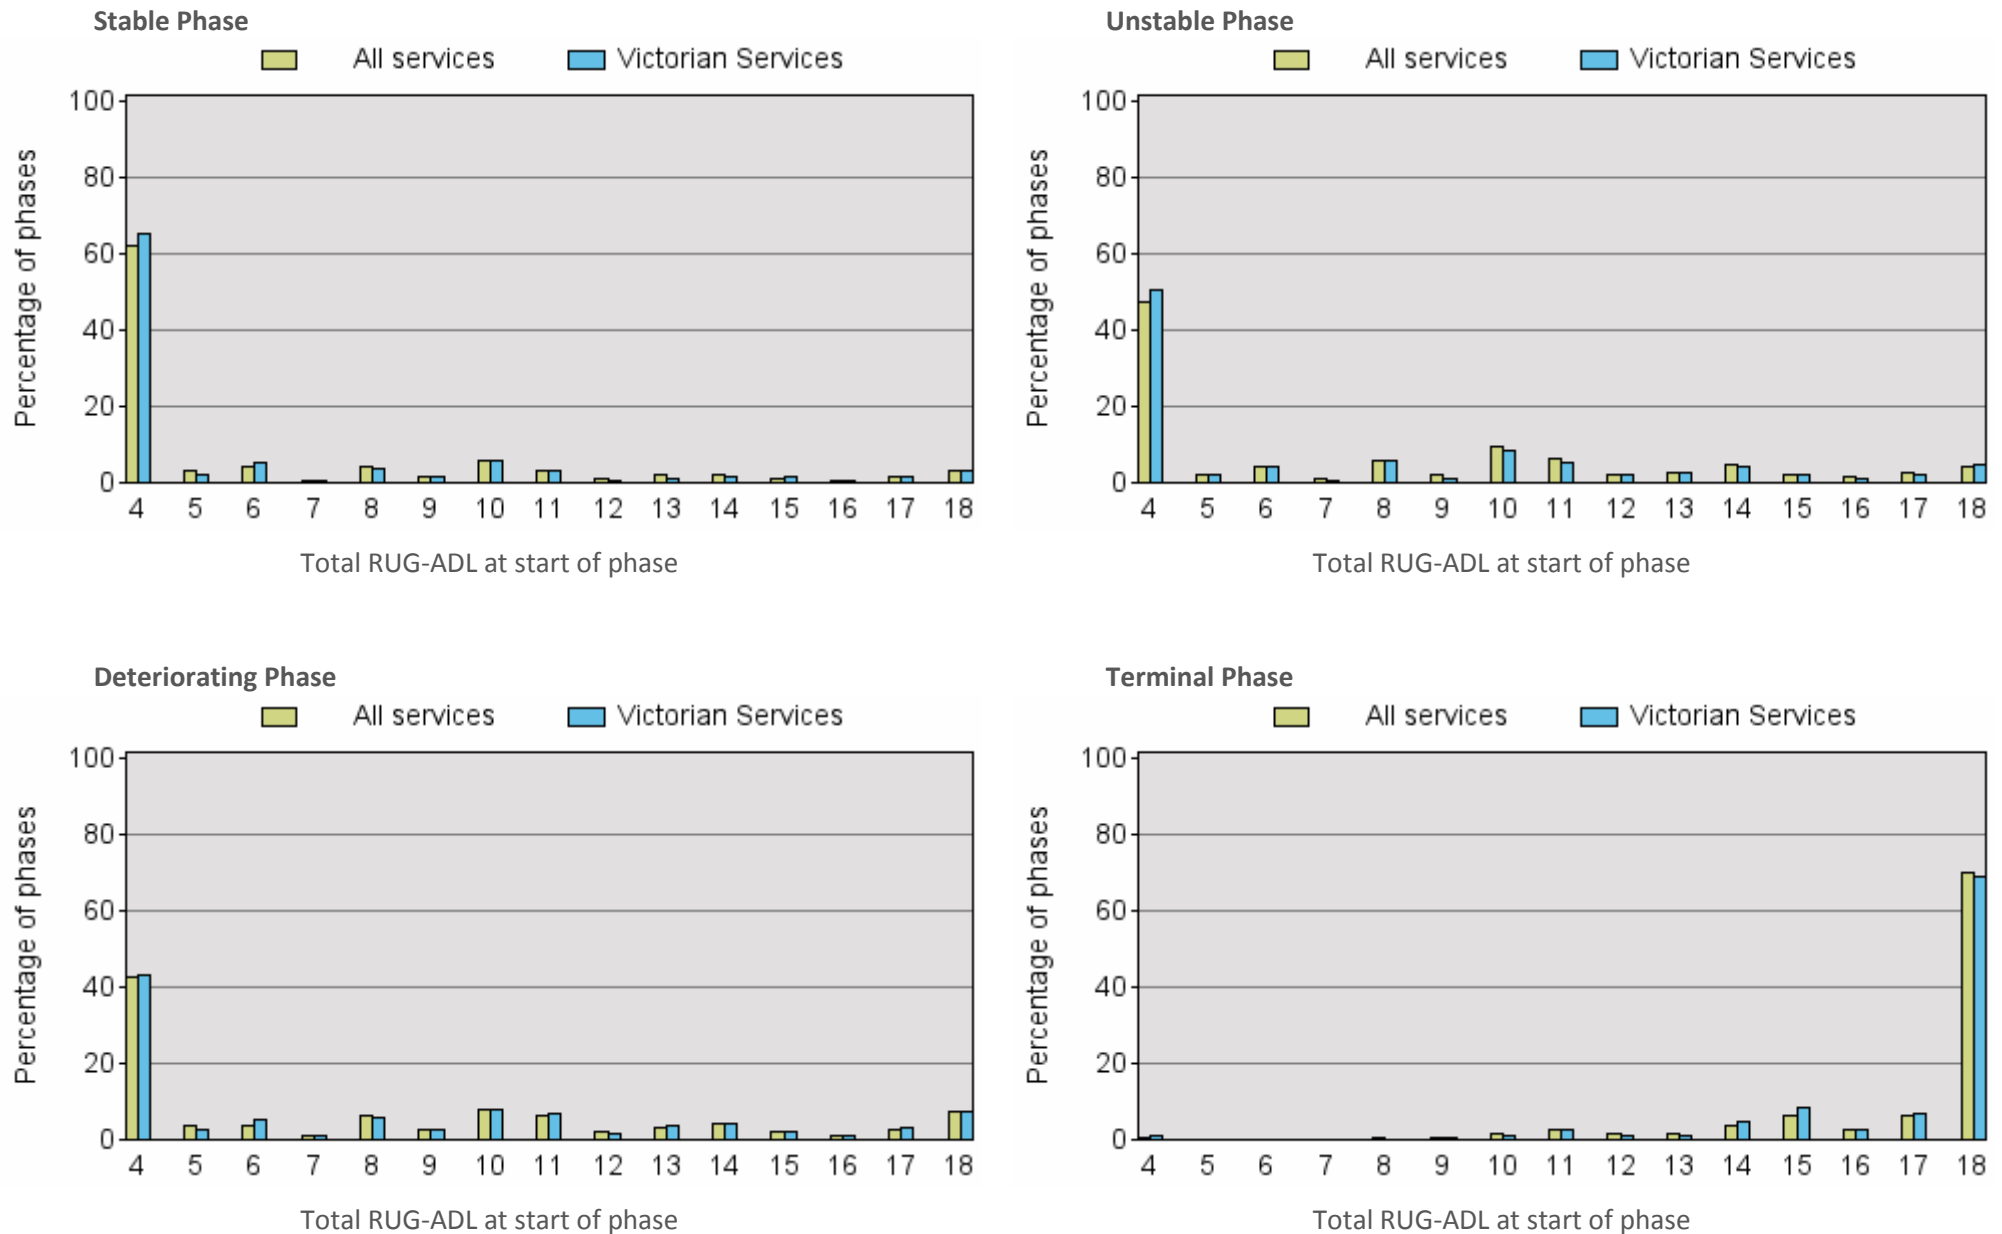 Stable Phase
All services Victorian Services
Percentage of phases
100
80
60
40
20
0
4 5 6 7 8 9 10 11 12 13 14 15 16 17 18
Total RUG-ADL at start of phase
Unstable Phase
All services Victorian Services
Percentage of phases
100
80
60
40
20
0
4 5 6 7 8 9 10 11 12 13 14 15 16 17 18
Total RUG-ADL at start of phase
Deteriorating Phase
All services Victorian Services
Percentage of phases
100
80
60
40
20
0
4 5 6 7 8 9 10 11 12 13 14 15 16 17 18
Total RUG-ADL at start of phase
Terminal Phase
All services Victorian Services
Percentage of phases
100
80
60
40
20
0
4 5 6 7 8 9 10 11 12 13 14 15 16 17 18
Total RUG-ADL at start of phase